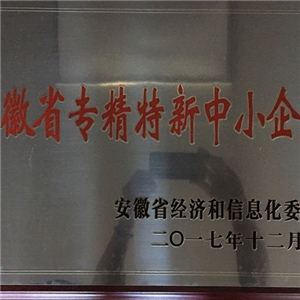 徽省专精特新中小企
安徽省经济和信息化委
二〇一七年十二月